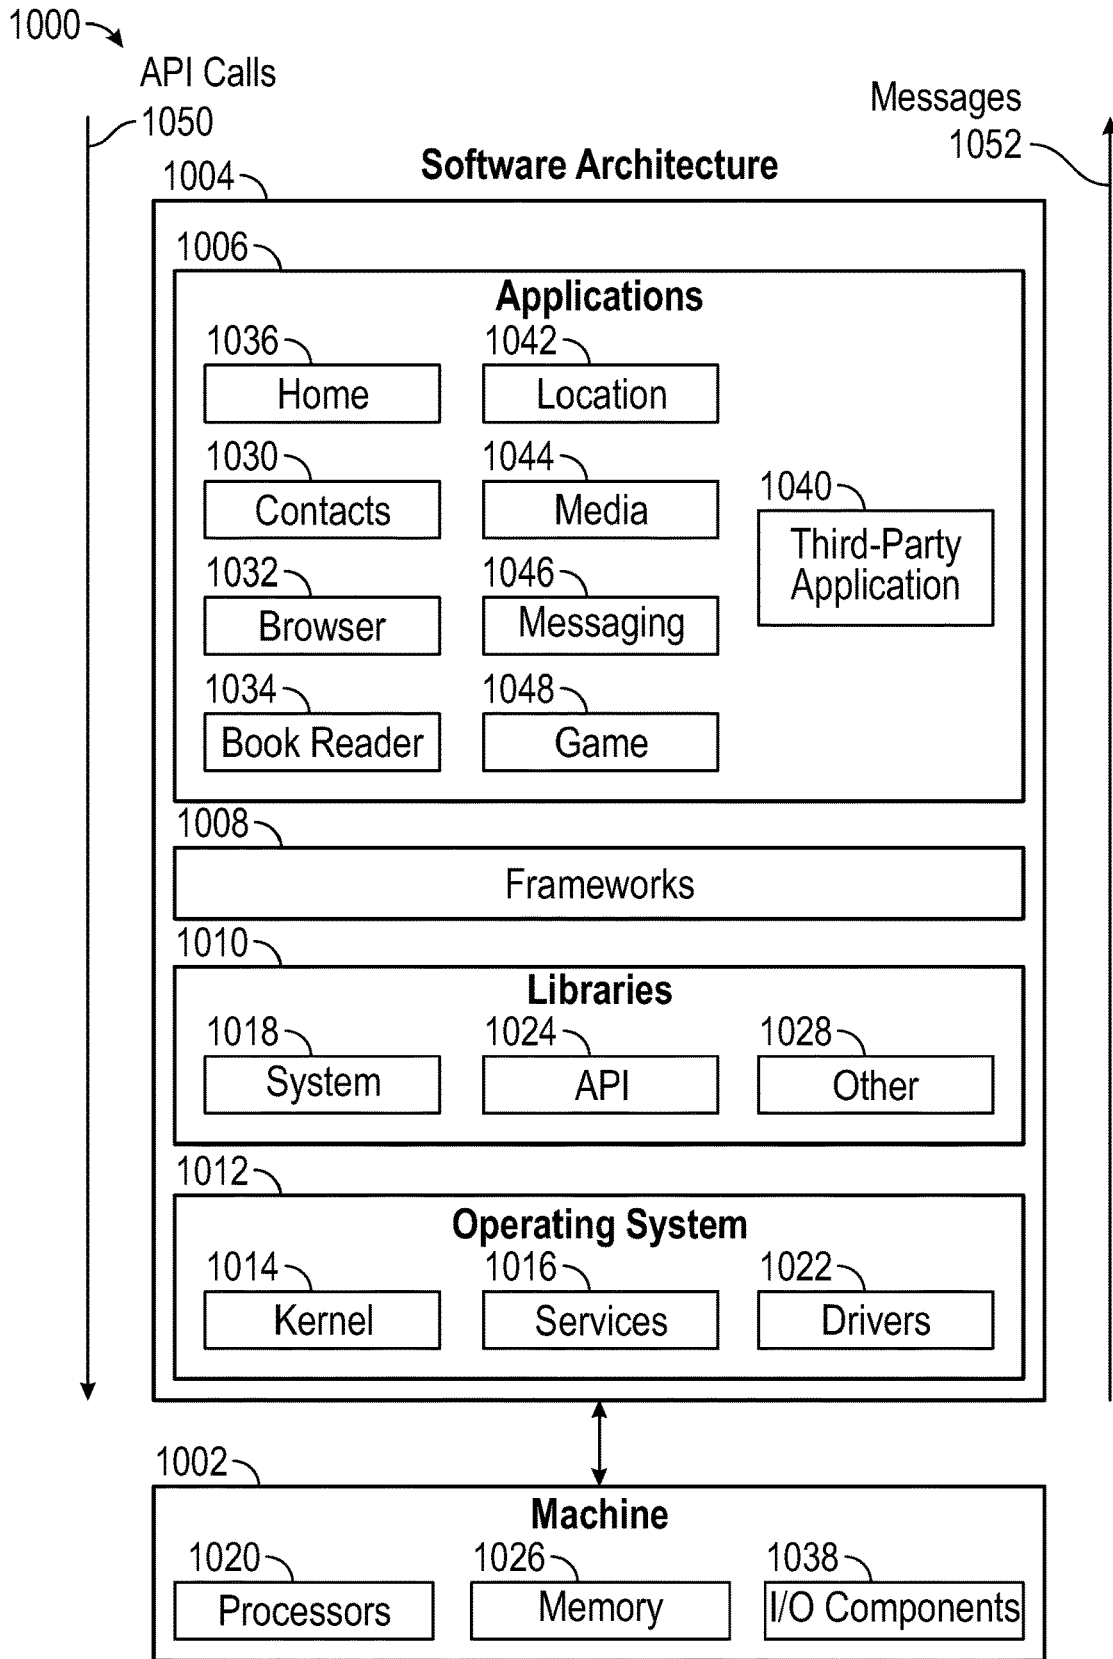 1000
API Calls
1050
Messages
1052
Software Architecture
1004
1006
Applications
1036
1042
Home
Location
1030
1044
1040
Contacts
Media
Third-Party
Application
1032
1046
Browser
Messaging
1034
1048
Book Reader
Game
1008
Frameworks
1010
Libraries
1018
1024
1028
System
API
Other
1012
Operating System
1014
1016
1022
Kernel
Services
Drivers
1002
Machine
1020
1026
1038
Processors
Memory
I/O Components